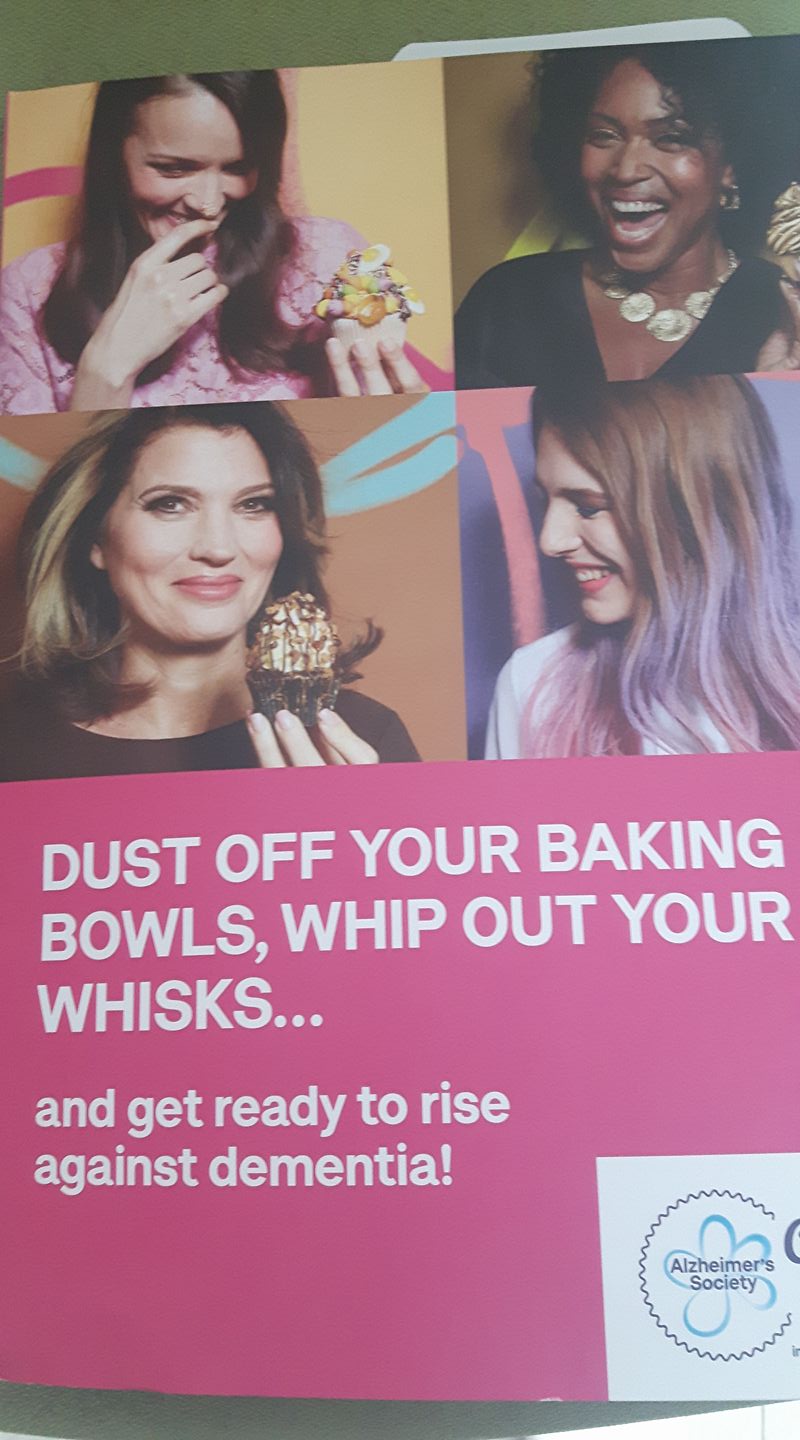 DUST OFF YOUR BAKING
BOWLS, WHIP OUT YOUR
WHISKS...
and get ready to rise
against dementia!
Alzheimer's
Society